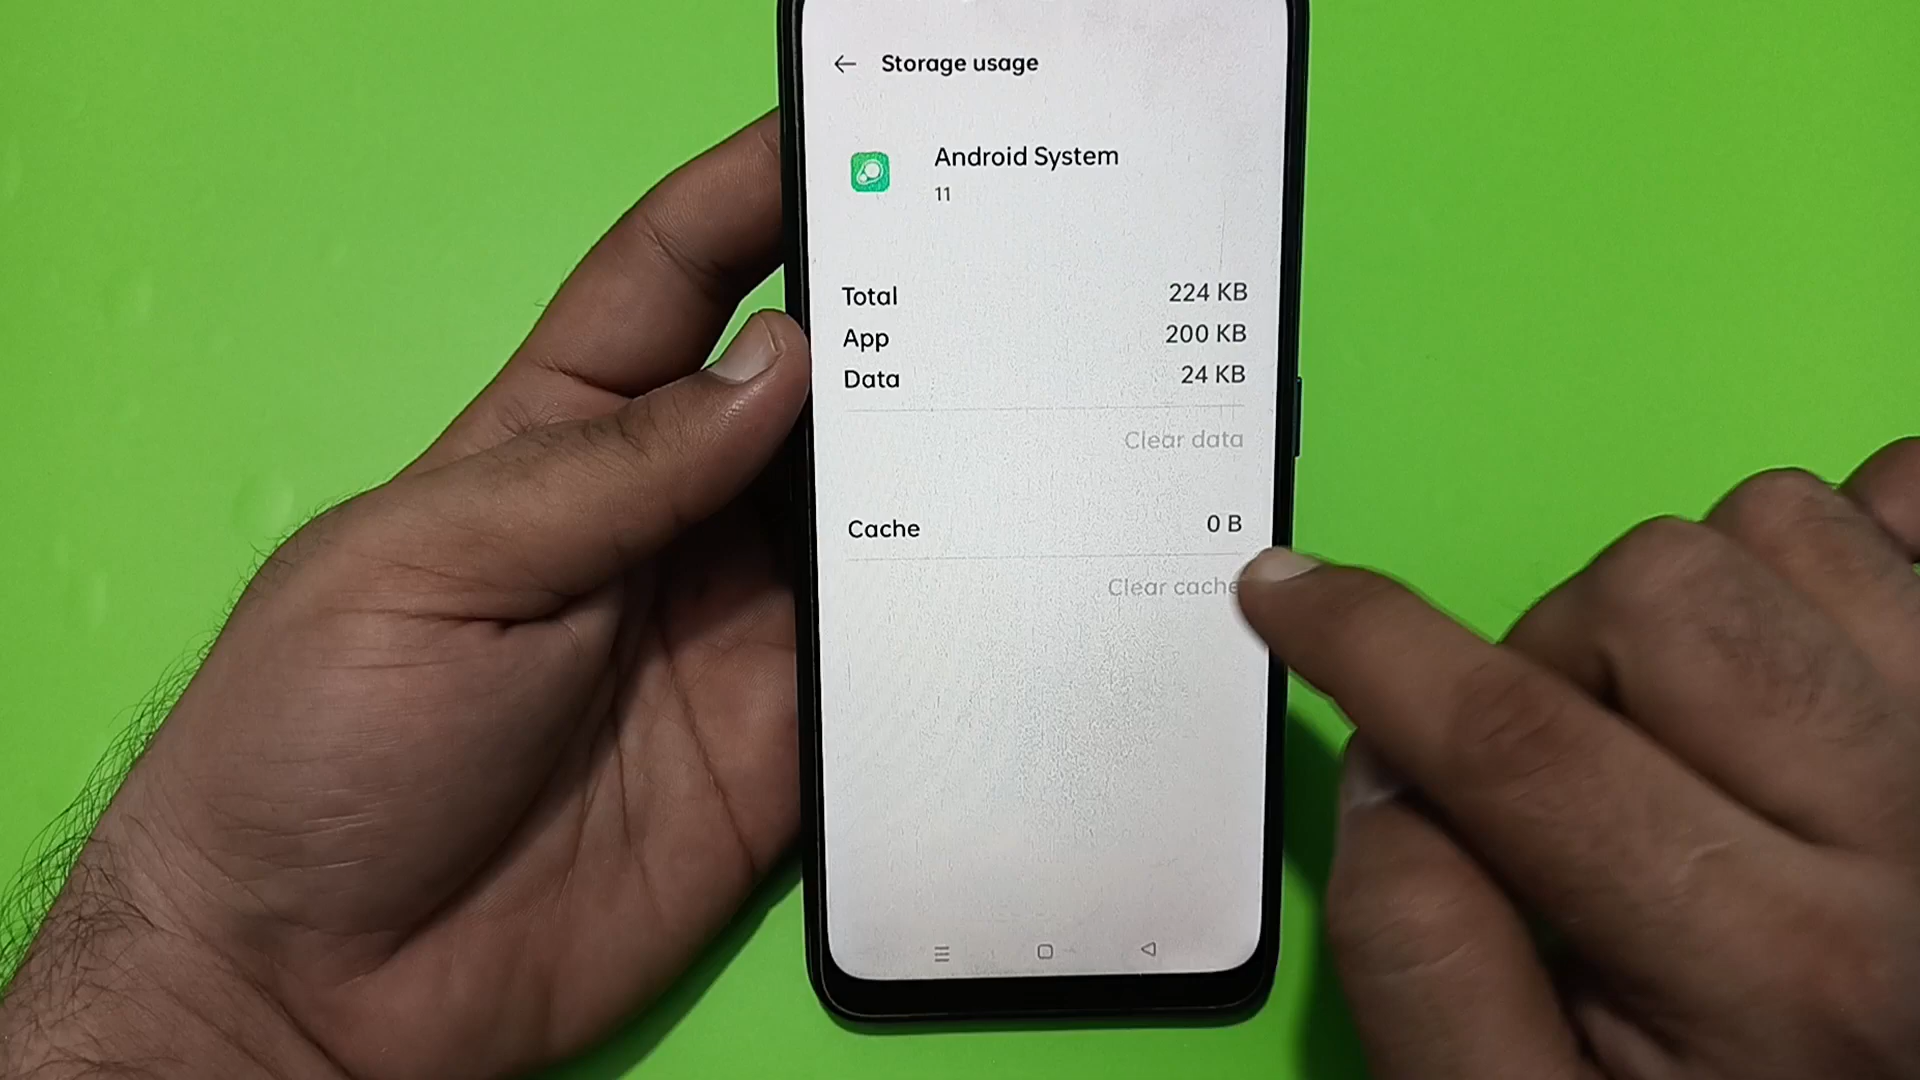 Storage usage
Android System
11
Total 224 KB
App 200 KB
Data 24 KB
Clear data
Cache 0 B
Clear cache